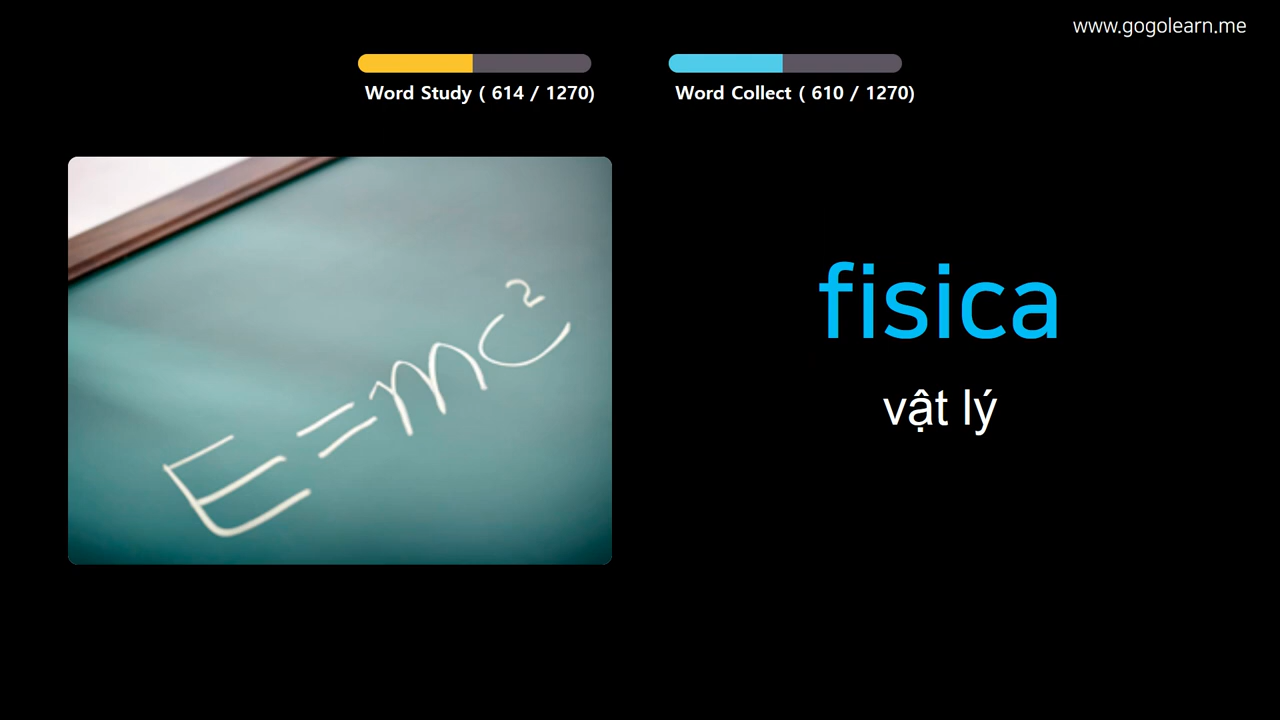 www.gogolearn.me
Word Study ( 614 / 1270)
Word Collect ( 610 / 1270)
E=mc²
fisica
vật lý